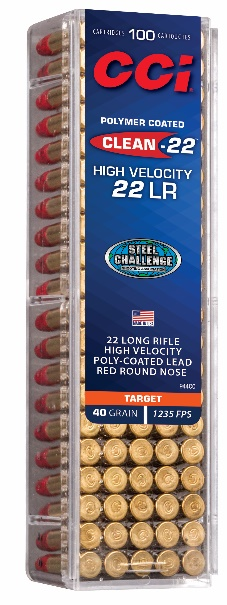 CARTRIDGES 100 CARTOUCHES
CCI
POLYMER COATED
CLEAN-22
HIGH VELOCITY
22 LR
STEEL
CHALLENGE
22 LONG RIFLE
HIGH VELOCITY
POLY-COATED LEAD
RED ROUND NOSE
TARGET
40 GRAIN 1235 FPS